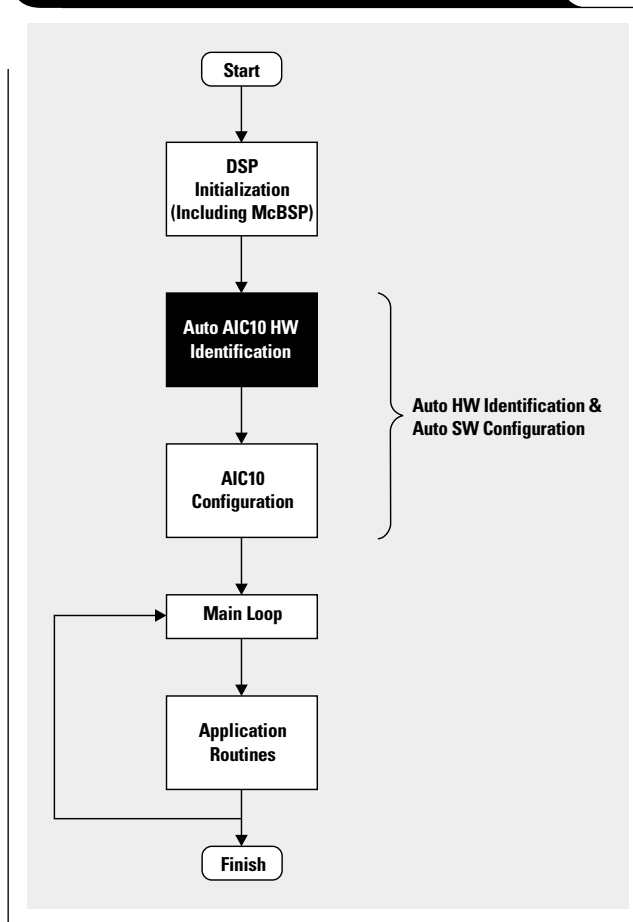 Start
DSP
Initialization
(Including McBSP)
Auto AIC10 HW
Identification
Auto HW Identification &
Auto SW Configuration
AIC10
Configuration
Main Loop
Application
Routines
Finish